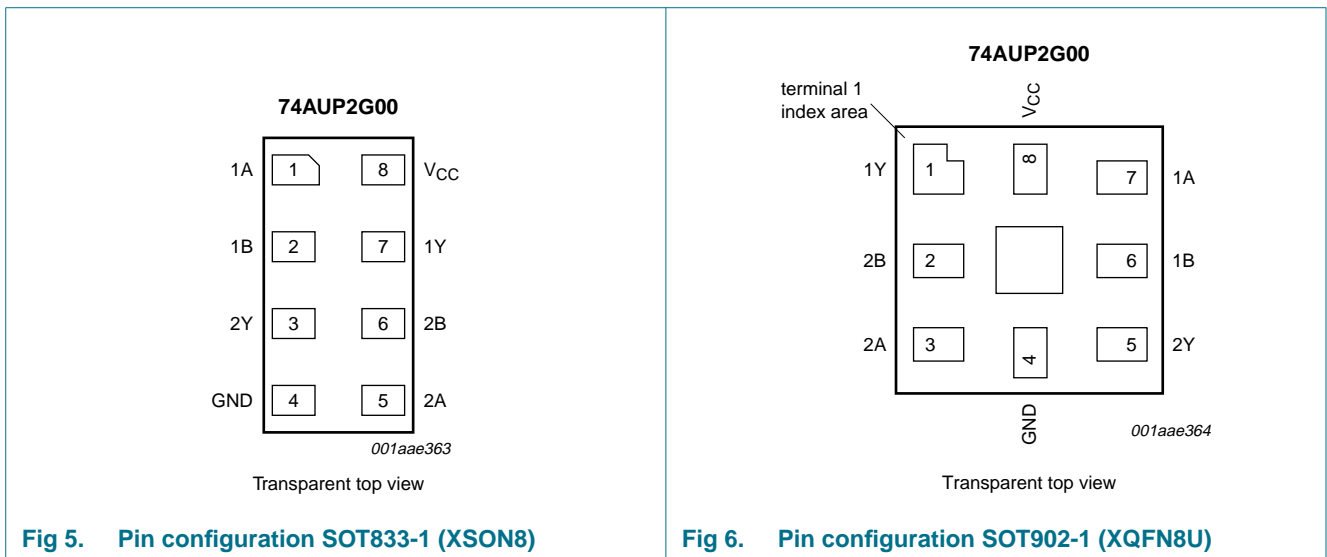 74AUP2G00
1A 1 8 VCC
1B 2 7 1Y
2Y 3 6 2B
GND 4 5 2A
001aae363
Transparent top view
Fig 5. Pin configuration SOT833-1 (XSON8)
74AUP2G00
terminal 1
index area
VCC
1Y 1 8 7 1A
2B 2 6 1B
2A 3 4 5 2Y
GND
001aae364
Transparent top view
Fig 6. Pin configuration SOT902-1 (XQFN8U)